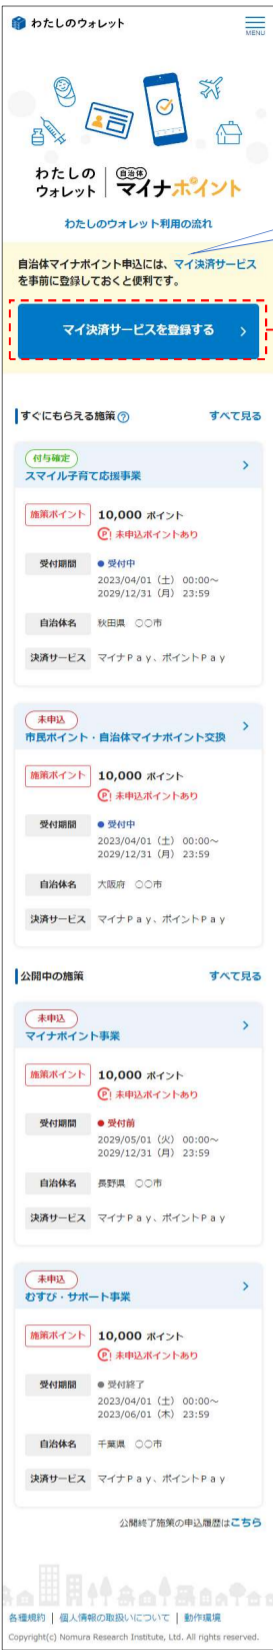 わたしのウォレット
MENU
わたしの
ウォレット
自治体
マイナポイント
わたしのウォレット利用の流れ
自治体マイナポイント申込には、マイ決済サービス
を事前に登録しておくと便利です。
マイ決済サービスを登録する
すぐにもらえる施策? すべて見る
付与確定
スマイル子育て応援事業
施策ポイント 10,000 ポイント
P! 未申込ポイントあり
受付期間 ● 受付中
2023/04/01（土） 00:00～
2029/12/31（月） 23:59
自治体名 秋田県 〇〇市
決済サービス マイナPay、ポイントPay
未申込
市民ポイント・自治体マイナポイント交換
施策ポイント 10,000 ポイント
P! 未申込ポイントあり
受付期間 ● 受付中
2023/04/01（土） 00:00～
2029/12/31（月） 23:59
自治体名 大阪府 〇〇市
決済サービス マイナPay、ポイントPay
公開中の施策 すべて見る
未申込
マイナポイント事業
施策ポイント 10,000 ポイント
P! 未申込ポイントあり
受付期間 ● 受付前
2029/05/01（火） 00:00～
2029/12/31（月） 23:59
自治体名 長野県 〇〇市
決済サービス マイナPay、ポイントPay
未申込
むすび・サポート事業
施策ポイント 10,000 ポイント
P! 未申込ポイントあり
受付期間 ● 受付終了
2023/04/01（土） 00:00～
2023/06/01（木） 23:59
自治体名 千葉県 〇〇市
決済サービス マイナPay、ポイントPay
公開終了施策の申込履歴はこちら
各種規約 | 個人情報の取扱いについて | 動作環境
Copyright(c) Nomura Research Institute, Ltd. All rights reserved.